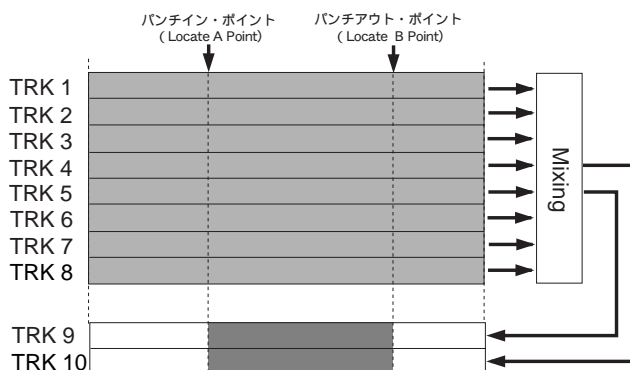 パンチイン・ポイント
( Locate A Point)
パンチアウト・ポイント
( Locate B Point)
TRK 1
TRK 2
TRK 3
TRK 4
TRK 5
TRK 6
TRK 7
TRK 8
Mixing
TRK 9
TRK 10